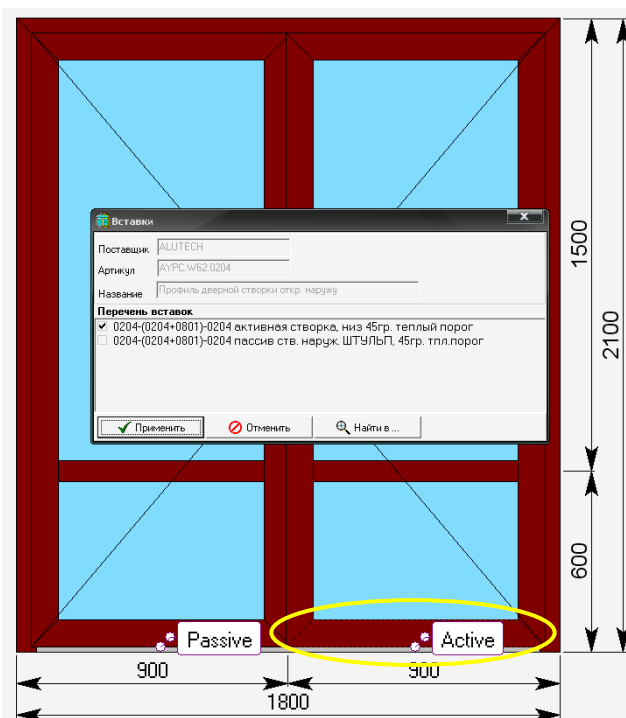 Вставки
Поставщик ALUTECH
Артикул AYPC.W62.0204
Название Профиль дверной створки откр. наружу
Перечень вставок
0204-(0204+0801)-0204 активная створка, низ 45гр. теплый порог
0204-(0204+0801)-0204 пассив ств. наруж. ШТУЛЬП, 45гр. тпл.порог
Применить Отменить Найти в ...
1500
2100
600
Passive Active
900 900
1800